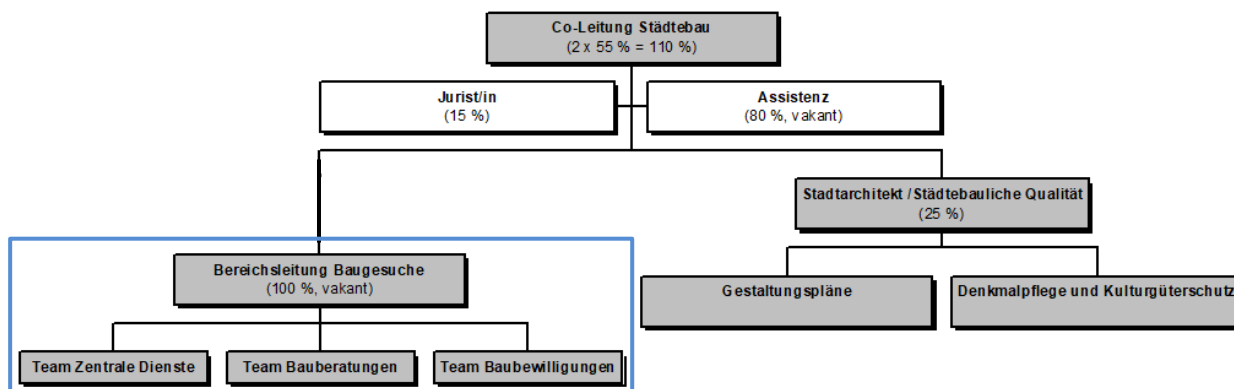 Co-Leitung Städtebau
(2 x 55 % = 110 %)
Jurist/in
(15 %)
Assistenz
(80 %, vakant)
Stadtarchitekt /Städtebauliche Qualität
(25 %)
Bereichsleitung Baugesuche
(100 %, vakant)
Gestaltungspläne
Denkmalpflege und Kulturgüterschutz
Team Zentrale Dienste
Team Bauberatungen
Team Baubewilligungen